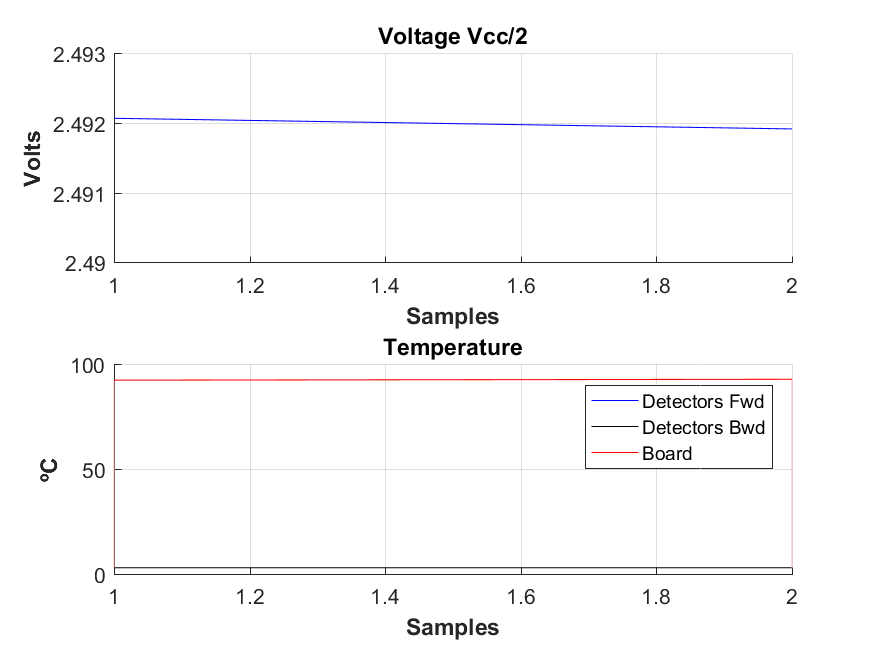 Voltage Vcc/2
2.493
2.492
2.491
2.49
Volts
1 1.2 1.4 1.6 1.8 2
Samples
Temperature
100
50
0
ºC
Detectors Fwd
Detectors Bwd
Board
1 1.2 1.4 1.6 1.8 2
Samples